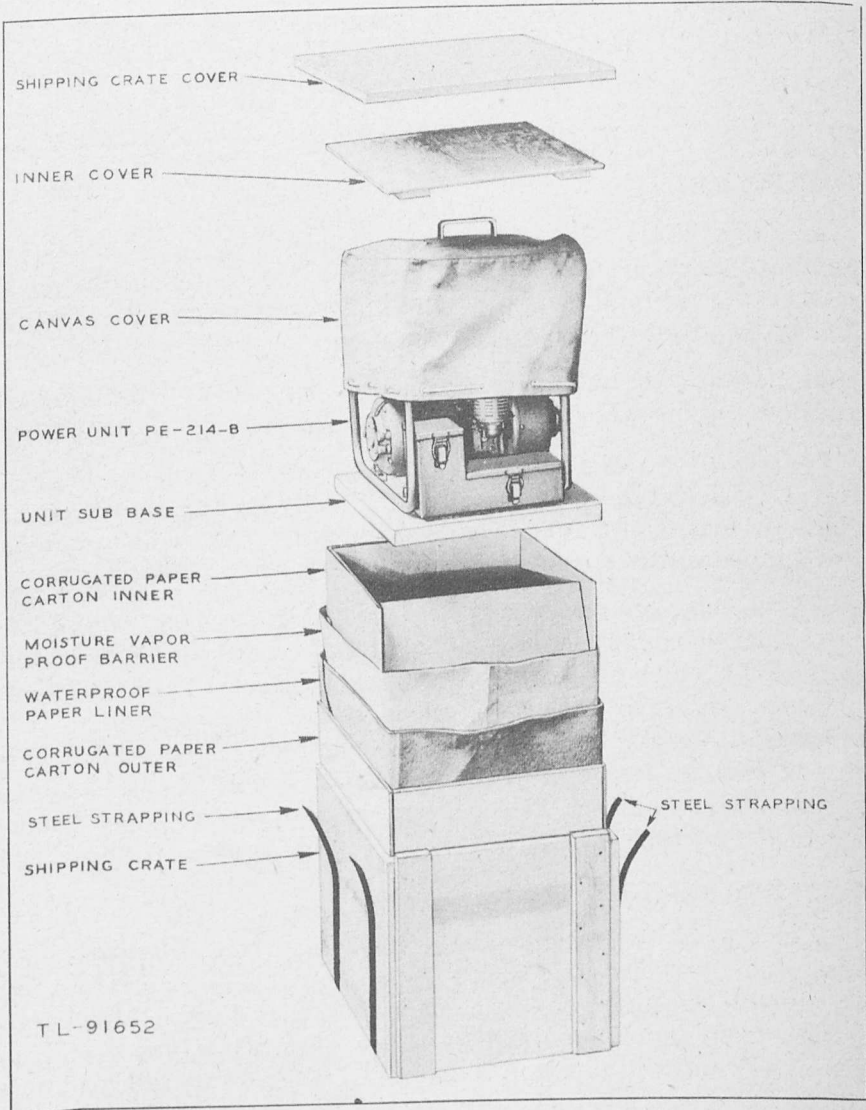 SHIPPING CRATE COVER
INNER COVER
CANVAS COVER
POWER UNIT PE-214-B
UNIT SUB BASE
CORRUGATED PAPER
CARTON INNER
MOISTURE VAPOR
PROOF BARRIER
WATERPROOF
PAPER LINER
CORRUGATED PAPER
CARTON OUTER
STEEL STRAPPING
STEEL STRAPPING
SHIPPING CRATE
TL-91652